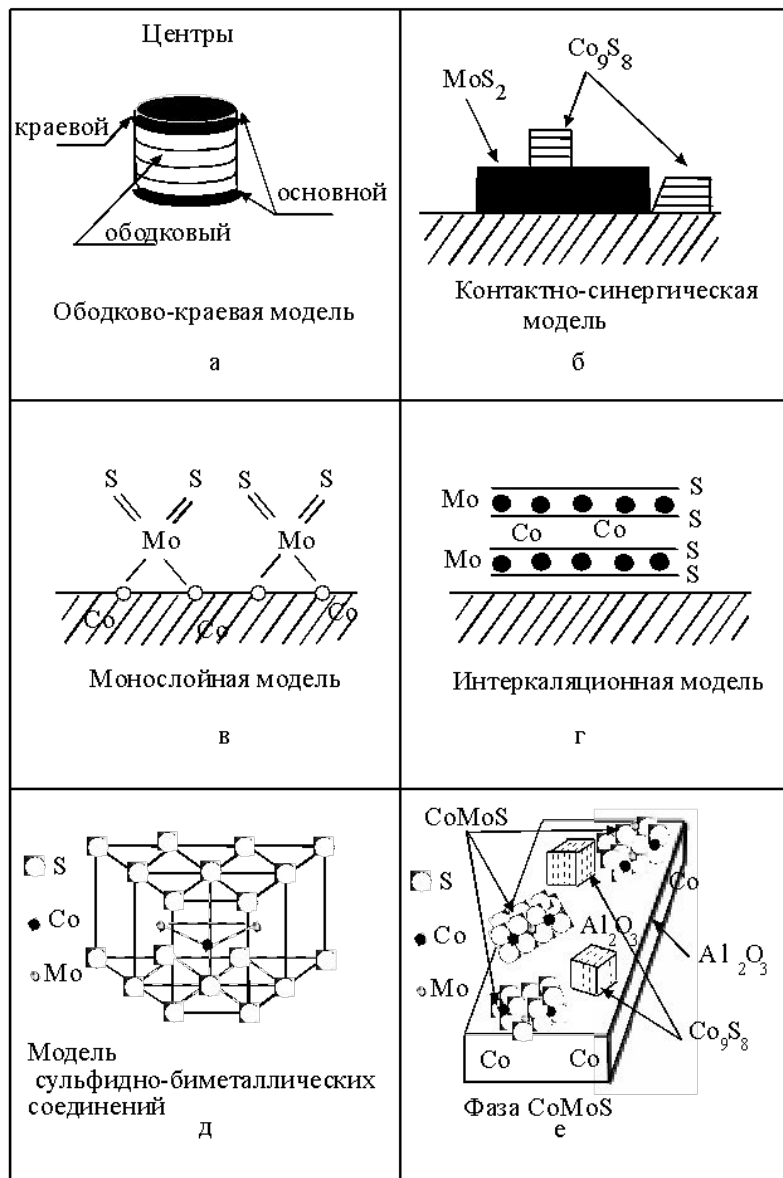 Центры
краевой
основной
ободковый
Ободково-краевая модель
а
Co₉S₈
MoS₂
Контактно-синергическая
модель
б
S S S S
Mo Mo
Co Co Co
Монослойная модель
в
Mo S
S
Co Co
Mo S
S
Интеркаляционная модель
г
S
Co
Mo
Модель
сульфидно-биметаллических
соединений
д
CoMoS
S
Co
Co
Al₂O₃
Al₂O₃
Mo
Co₉S₈
Co Co
Фаза CoMoS
е